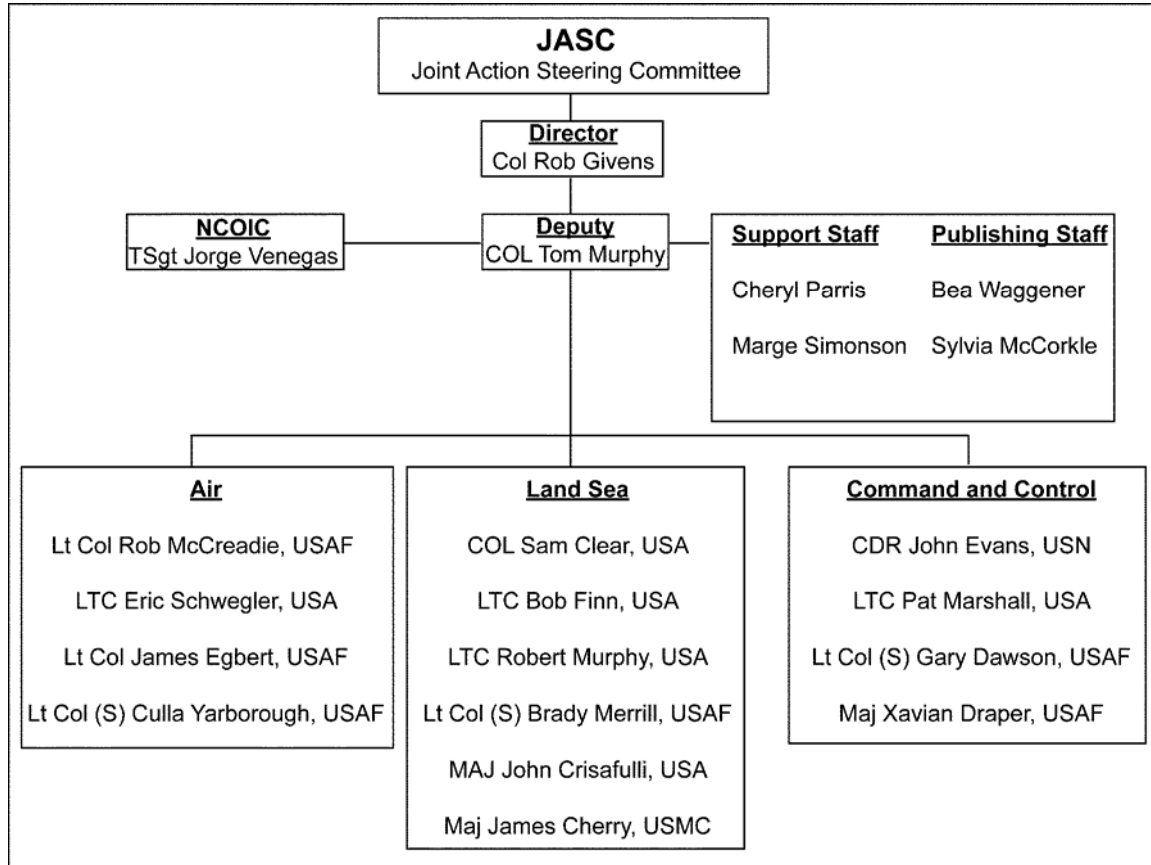 JASC
Joint Action Steering Committee
Director
Col Rob Givens
NCOIC
TSgt Jorge Venegas
Deputy
COL Tom Murphy
Support Staff
Cheryl Parris
Marge Simonson
Publishing Staff
Bea Waggener
Sylvia McCorkle
Air
Lt Col Rob McCreadie, USAF
LTC Eric Schwegler, USA
Lt Col James Egbert, USAF
Lt Col (S) Culla Yarborough, USAF
Land Sea
COL Sam Clear, USA
LTC Bob Finn, USA
LTC Robert Murphy, USA
Lt Col (S) Brady Merrill, USAF
MAJ John Crisafulli, USA
Maj James Cherry, USMC
Command and Control
CDR John Evans, USN
LTC Pat Marshall, USA
Lt Col (S) Gary Dawson, USAF
Maj Xavian Draper, USAF